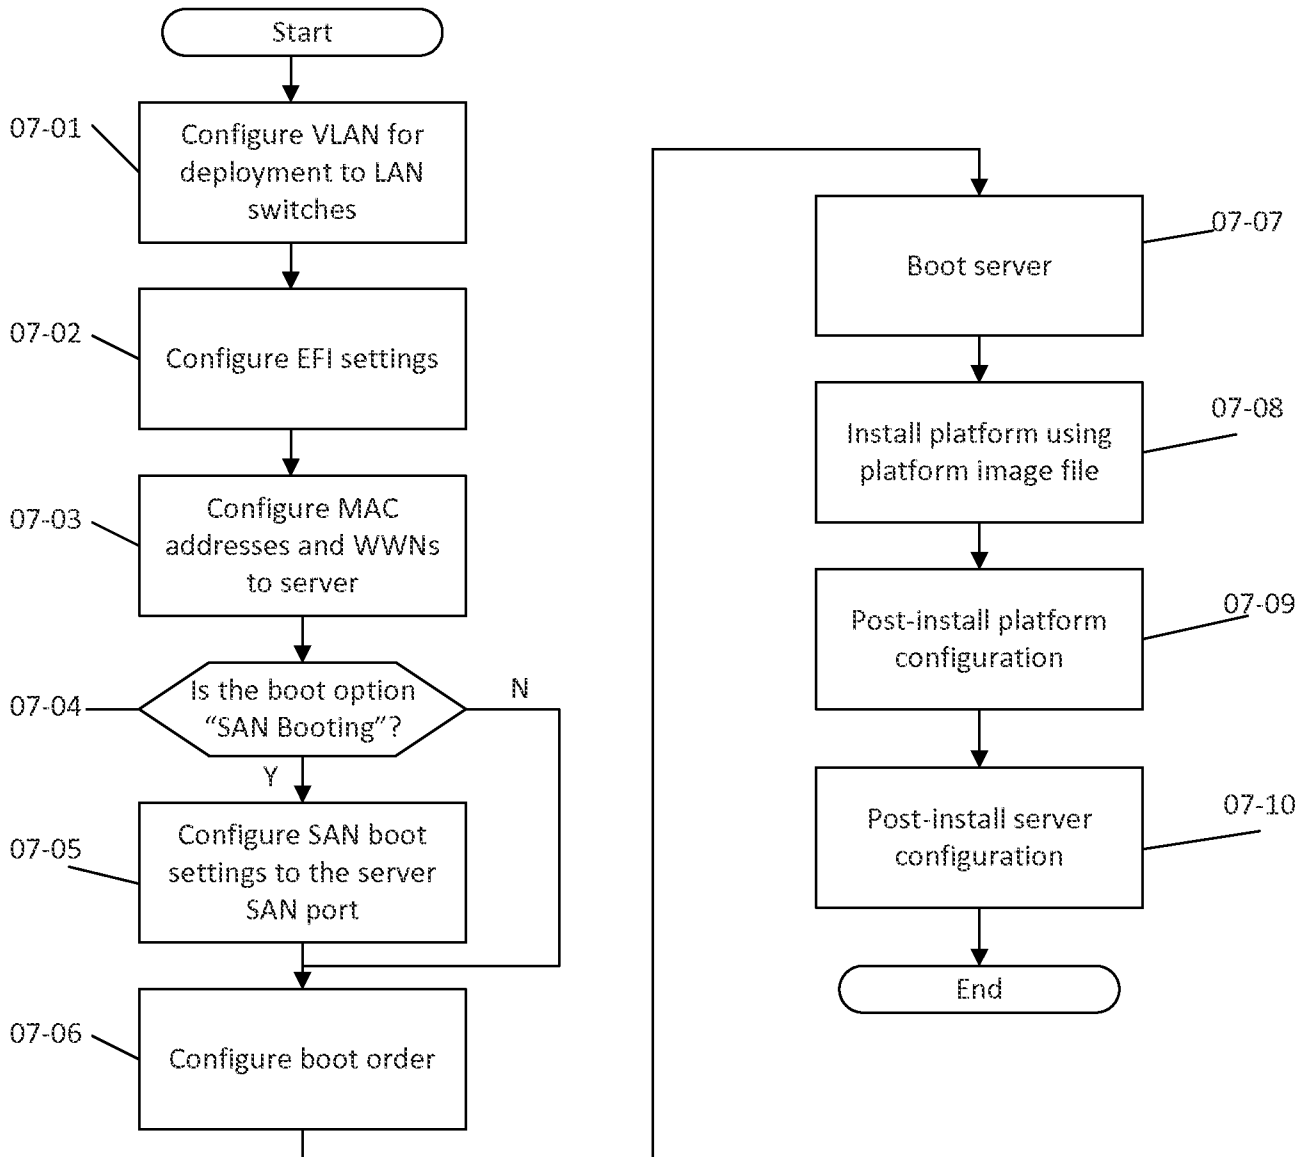 Start
07-01
Configure VLAN for
deployment to LAN
switches
07-02
Configure EFI settings
07-03
Configure MAC
addresses and WWNs
to server
07-04
Is the boot option
“SAN Booting”?
N
Y
07-05
Configure SAN boot
settings to the server
SAN port
07-06
Configure boot order
07-07
Boot server
07-08
Install platform using
platform image file
07-09
Post-install platform
configuration
07-10
Post-install server
configuration
End